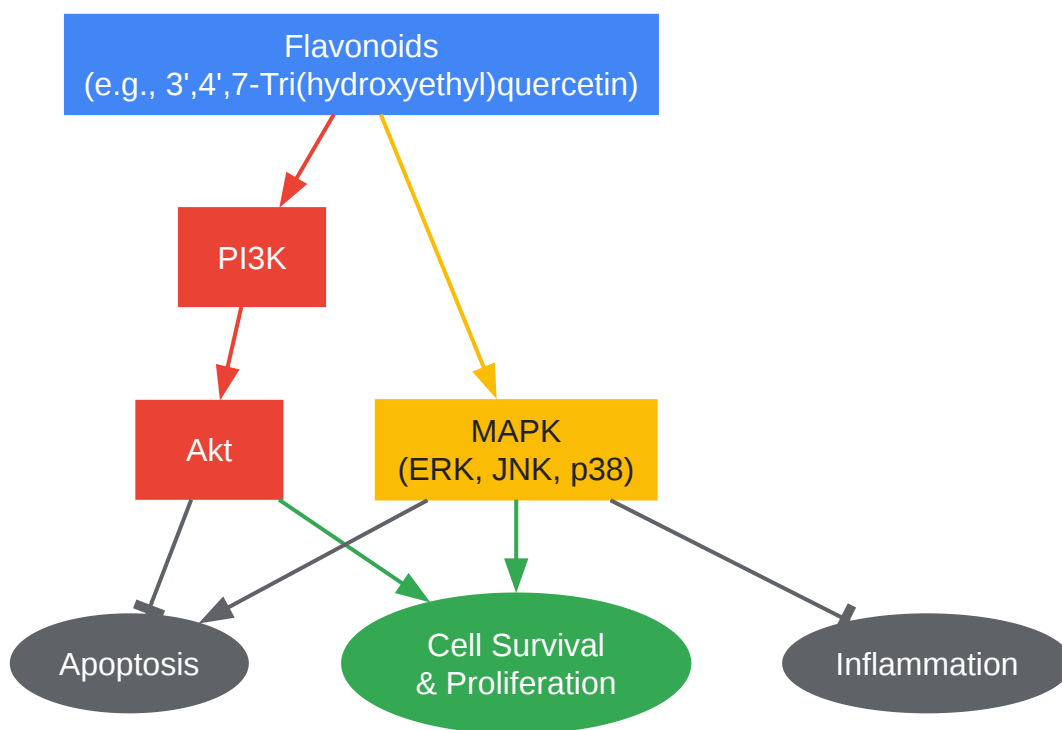 Flavonoids
(e.g., 3',4',7-Tri(hydroxyethyl)quercetin)
PI3K
Akt
MAPK
(ERK, JNK, p38)
Apoptosis
Cell Survival
& Proliferation
Inflammation